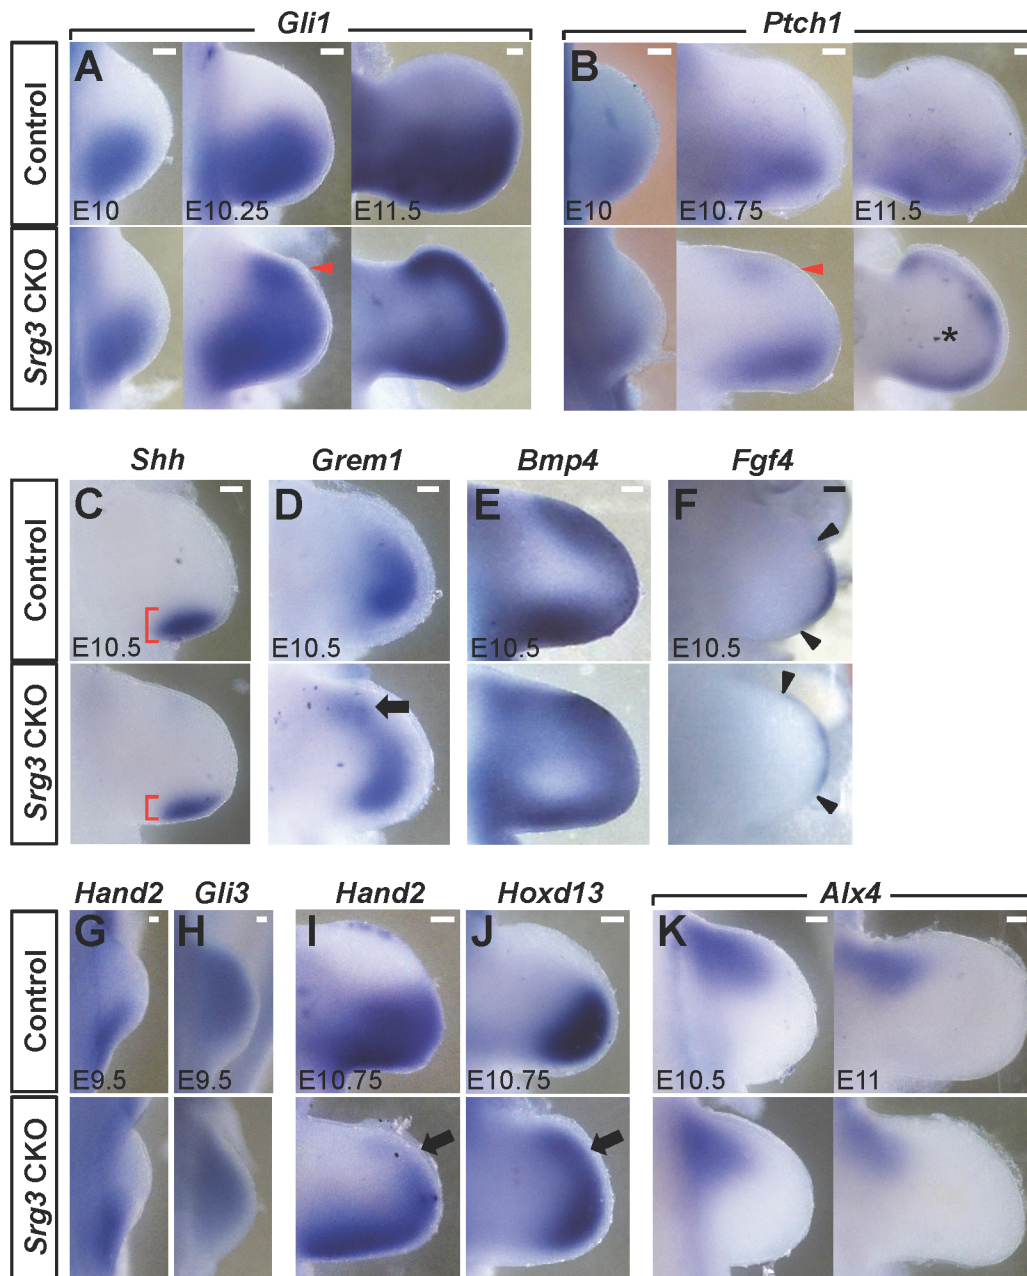 Gli1
Ptch1
Control
A
E10
E10.25
E11.5
B
E10
E10.75
E11.5
Srg3 CKO
*
Shh
Grem1
Bmp4
Fgf4
Control
C
E10.5
D
E10.5
E
E10.5
F
E10.5
Srg3 CKO
Hand2
Gli3
Hand2
Hoxd13
Alx4
Control
G
E9.5
H
E9.5
I
E10.75
J
E10.75
K
E10.5
E11
Srg3 CKO